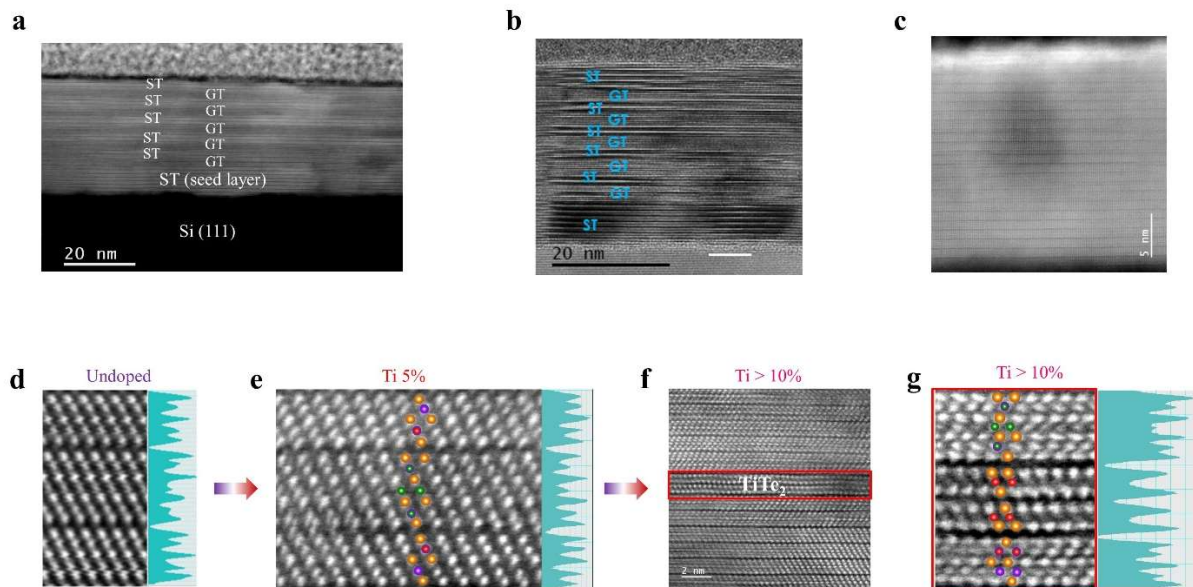 a
ST
GT
ST
GT
ST
GT
ST
GT
ST
GT
ST (seed layer)
Si (111)
20 nm
b
ST
GT
ST
GT
ST
GT
ST
GT
ST
GT
ST
20 nm
c
5 nm
d
Undoped
e
Ti 5%
f
Ti > 10%
TiTe2
2 nm
g
Ti > 10%